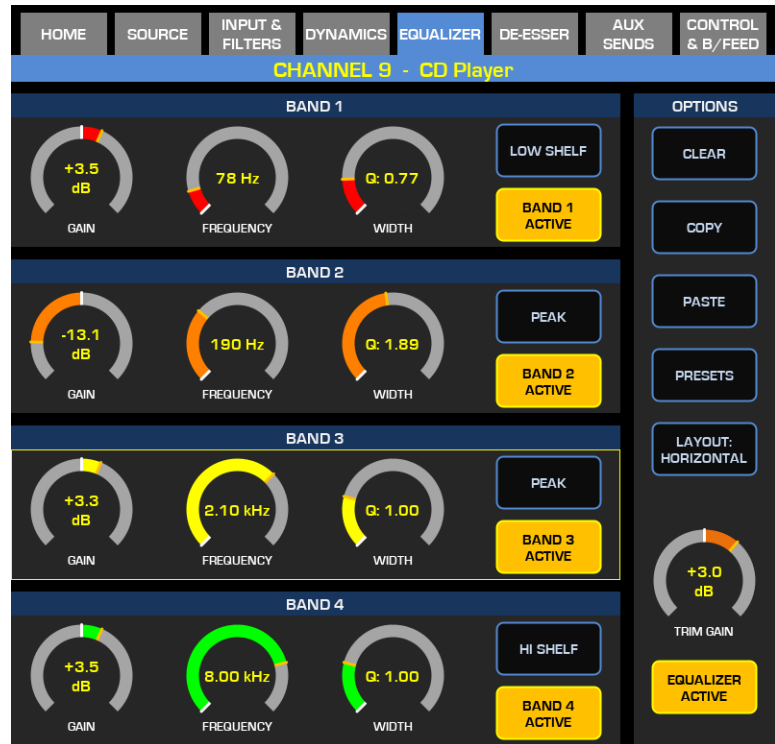 HOME
SOURCE
INPUT &
FILTERS
DYNAMICS
EQUALIZER
DE-ESSER
AUX
SENDS
CONTROL
& B/FEED
CHANNEL 9 - CD Player
BAND 1
+3.5
dB
GAIN
78 Hz
FREQUENCY
Q: 0.77
WIDTH
LOW SHELF
BAND 1
ACTIVE
BAND 2
-13.1
dB
GAIN
190 Hz
FREQUENCY
Q: 1.89
WIDTH
PEAK
BAND 2
ACTIVE
BAND 3
+3.3
dB
GAIN
2.10 kHz
FREQUENCY
Q: 1.00
WIDTH
PEAK
BAND 3
ACTIVE
BAND 4
+3.5
dB
GAIN
8.00 kHz
FREQUENCY
Q: 1.00
WIDTH
HI SHELF
BAND 4
ACTIVE
OPTIONS
CLEAR
COPY
PASTE
PRESETS
LAYOUT:
HORIZONTAL
+3.0
dB
TRIM GAIN
EQUALIZER
ACTIVE